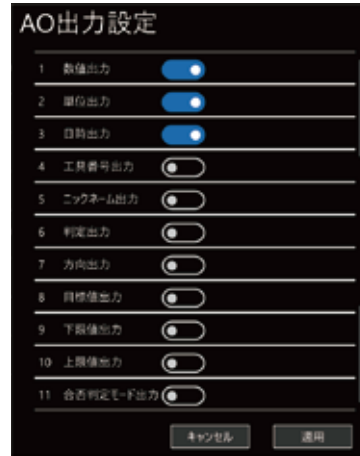 AO出力設定
1 数値出力
2 単位出力
3 日時出力
4 工具番号出力
5 ニックネーム出力
6 判定出力
7 方向出力
8 目標値出力
9 下限値出力
10 上限値出力
11 合否判定モード出力
キャンセル 適用